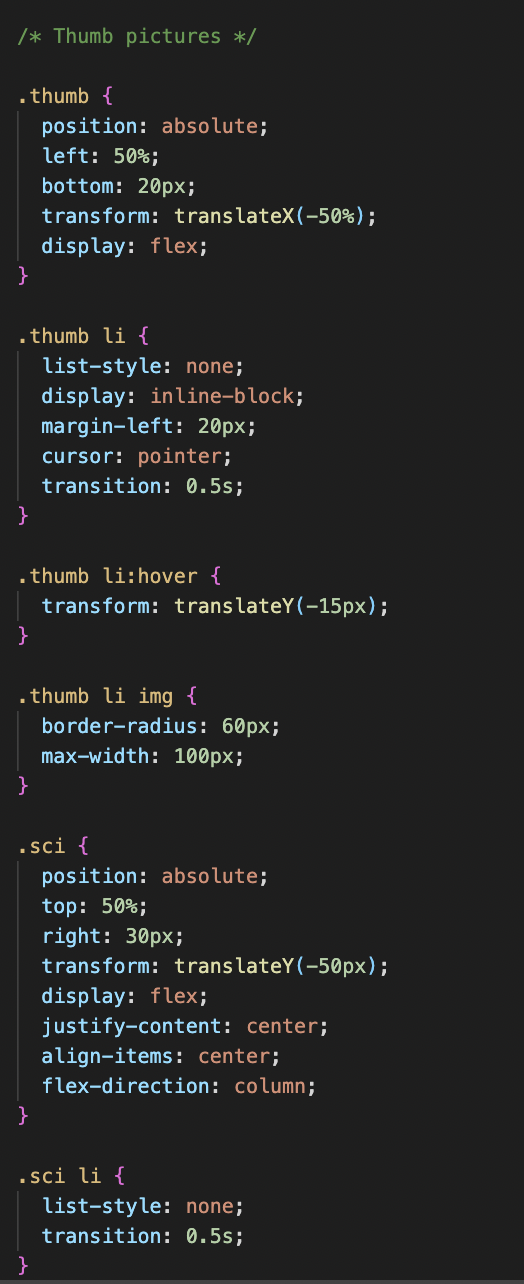 /* Thumb pictures */

.thumb {
  position: absolute;
  left: 50%;
  bottom: 20px;
  transform: translateX(-50%);
  display: flex;
}

.thumb li {
  list-style: none;
  display: inline-block;
  margin-left: 20px;
  cursor: pointer;
  transition: 0.5s;
}

.thumb li:hover {
  transform: translateY(-15px);
}

.thumb li img {
  border-radius: 60px;
  max-width: 100px;
}

.sci {
  position: absolute;
  top: 50%;
  right: 30px;
  transform: translateY(-50px);
  display: flex;
  justify-content: center;
  align-items: center;
  flex-direction: column;
}

.sci li {
  list-style: none;
  transition: 0.5s;
}